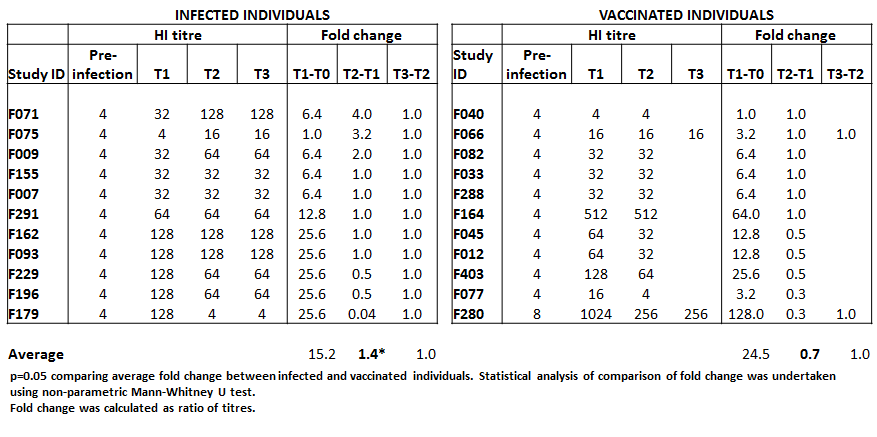 INFECTED INDIVIDUALS VACCINATED INDIVIDUALS
HI titre Fold change Study HI titre Fold change
Study ID Pre-infection T1 T2 T3 T1-T0 T2-T1 T3-T2 ID Pre-infection T1 T2 T3 T1-T0 T2-T1 T3-T2
F071 4 32 128 128 6.4 4.0 1.0 F040 4 4 4 1.0 1.0
F075 4 4 16 16 1.0 3.2 1.0 F066 4 16 16 16 3.2 1.0 1.0
F009 4 32 64 64 6.4 2.0 1.0 F082 4 32 32 6.4 1.0
F155 4 32 32 32 6.4 1.0 1.0 F033 4 32 32 6.4 1.0
F007 4 32 32 32 6.4 1.0 1.0 F288 4 32 32 6.4 1.0
F291 4 64 64 64 12.8 1.0 1.0 F164 4 512 512 64.0 1.0
F162 4 128 128 128 25.6 1.0 1.0 F045 4 64 32 12.8 0.5
F093 4 128 128 128 25.6 1.0 1.0 F012 4 64 32 12.8 0.5
F229 4 128 64 64 25.6 0.5 1.0 F403 4 128 64 25.6 0.5
F196 4 128 64 64 25.6 0.5 1.0 F077 4 16 4 3.2 0.3
F179 4 128 4 4 25.6 0.04 1.0 F280 8 1024 256 256 128.0 0.3 1.0
Average 15.2 1.4* 1.0 24.5 0.7 1.0
p=0.05 comparing average fold change between infected and vaccinated individuals. Statistical analysis of comparison of fold change was undertaken
using non-parametric Mann-Whitney U test.
Fold change was calculated as ratio of titres.